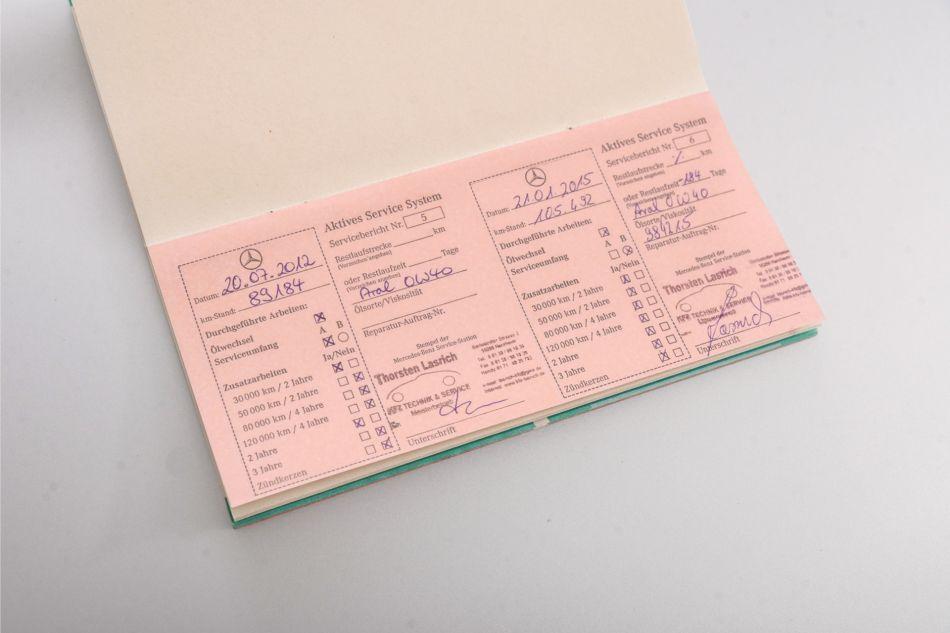 Aktives Service System
Servicebericht Nr. 5
Restlaufstrecke km
(Vorzeichen angeben)
oder Restlaufzeit Tage
(Vorzeichen angeben)
Aral 0W40
Ölsorte/Viskosität
Reparatur-Auftrag-Nr.
Datum: 20.07.2012
km-Stand: 83184
Durchgeführte Arbeiten:
Ölwechsel
A B
Serviceumfang
Zusatzarbeiten Ja/Nein
30 000 km / 2 Jahre
50 000 km / 2 Jahre
80 000 km / 4 Jahre
120 000 km / 4 Jahre
2 Jahre
3 Jahre
Zündkerzen
Stempel der
Mercedes-Benz Service-Station
Thorsten Lasrich
KFZ TECHNIK & SERVICE
Meisterbetrieb
Unterschrift
Aktives Service System
Servicebericht Nr. 6
Restlaufstrecke km
(Vorzeichen angeben)
oder Restlaufzeit -184 Tage
(Vorzeichen angeben)
Aral 0W40
Ölsorte/Viskosität
984215
Reparatur-Auftrag-Nr.
Datum: 21.01.2015
km-Stand: 105.492
Durchgeführte Arbeiten:
Ölwechsel
A B
Serviceumfang
Zusatzarbeiten Ja/Nein
30 000 km / 2 Jahre
50 000 km / 2 Jahre
80 000 km / 4 Jahre
120 000 km / 4 Jahre
2 Jahre
3 Jahre
Zündkerzen
Stempel der
Mercedes-Benz Service-Station
Thorsten Lasrich
KFZ TECHNIK & SERVICE
Unterschrift